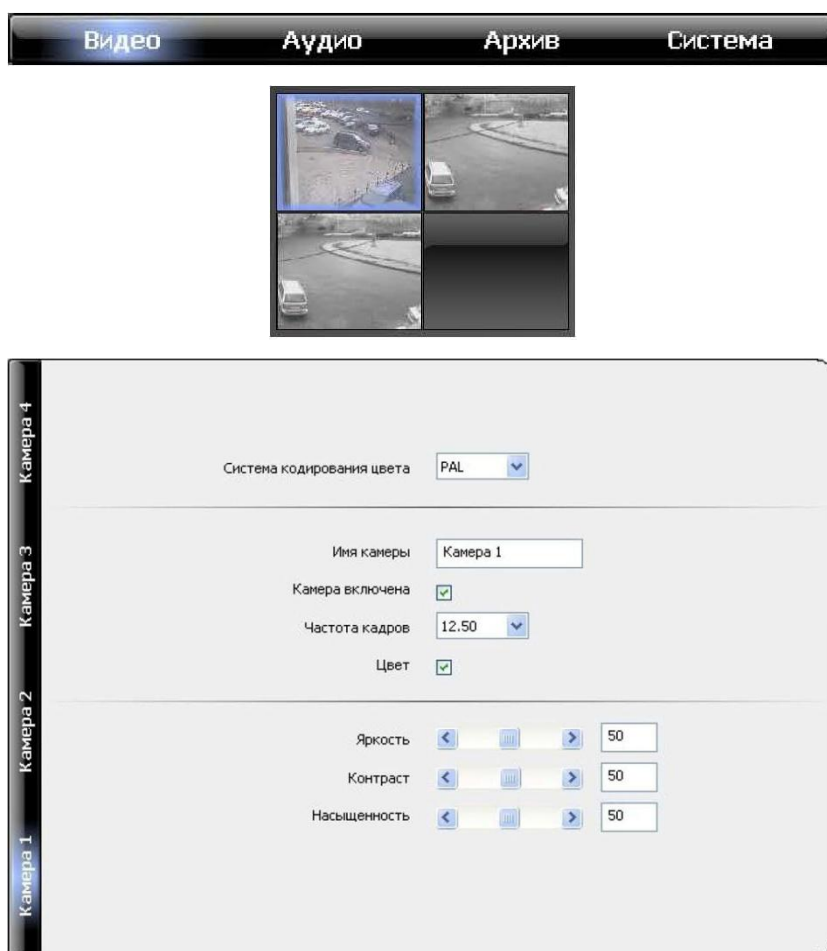 Видео Аудио Архив Система
Камера 4
Камера 3
Камера 2
Камера 1
Система кодирования цвета PAL
Имя камеры Камера 1
Камера включена
Частота кадров 12.50
Цвет
Яркость 50
Контраст 50
Насыщенность 50